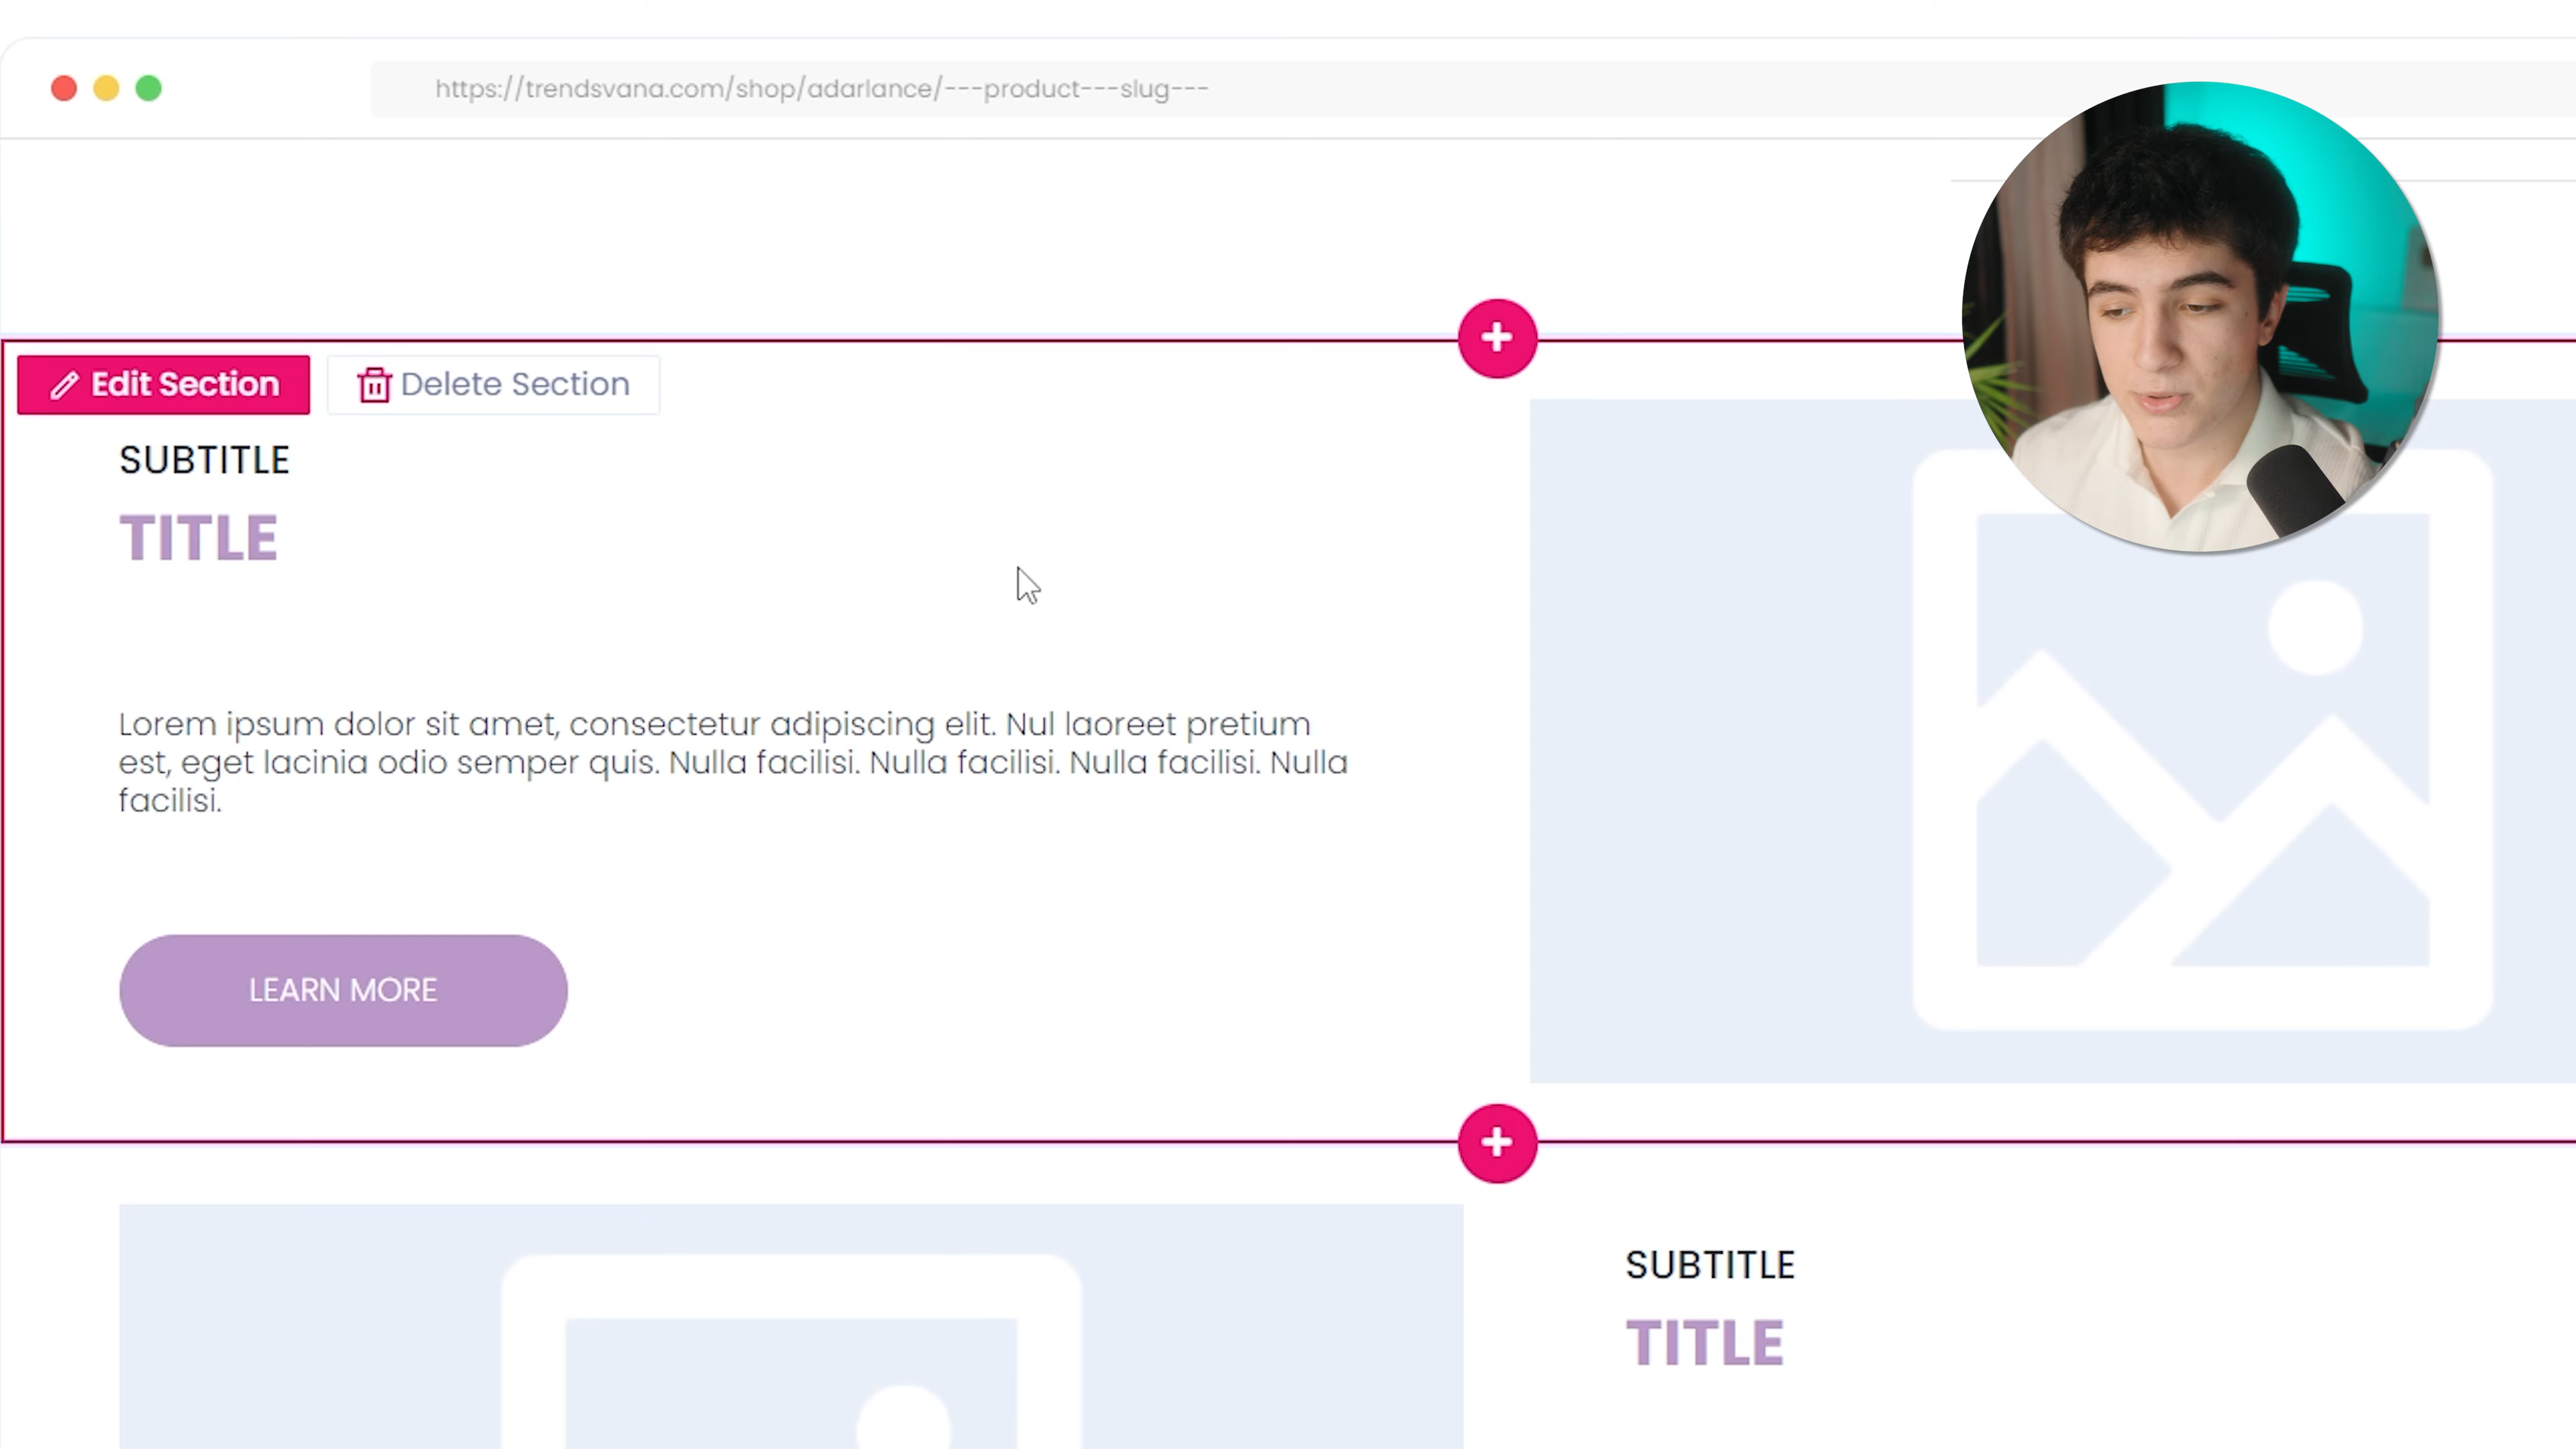 https://trendsvana.com/shop/adarlance/---product---slug---
Edit Section
Delete Section
SUBTITLE
TITLE
Lorem ipsum dolor sit amet, consectetur adipiscing elit. Nul laoreet pretium
est, eget lacinia odio semper quis. Nulla facilisi. Nulla facilisi. Nulla facilisi. Nulla
facilisi.
LEARN MORE
SUBTITLE
TITLE